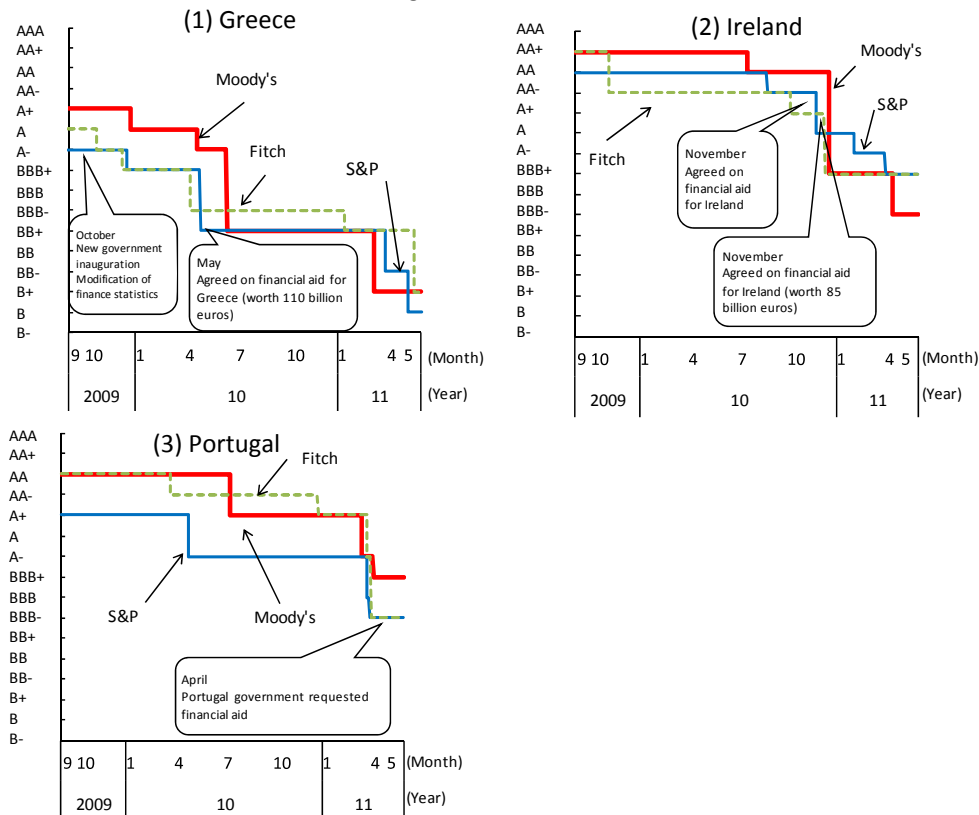 (1) Greece
AAA
AA+
AA
AA-
A+
A
A-
BBB+
BBB
BBB-
BB+
BB
BB-
B+
B
B-
Moody's
Fitch
S&P
October
New government
inauguration
Modification of
finance statistics
May
Agreed on financial aid for
Greece (worth 110 billion
euros)
9 10 1 4 7 10 1 4 5 (Month)
2009 10 11 (Year)
(2) Ireland
AAA
AA+
AA
AA-
A+
A
A-
BBB+
BBB
BBB-
BB+
BB
BB-
B+
B
B-
Moody's
S&P
Fitch
November
Agreed on
financial aid
for Ireland
November
Agreed on financial aid
for Ireland (worth 85
billion euros)
9 10 1 4 7 10 1 4 5 (Month)
2009 10 11 (Year)
(3) Portugal
AAA
AA+
AA
AA-
A+
A
A-
BBB+
BBB
BBB-
BB+
BB
BB-
B+
B
B-
Fitch
S&P
Moody's
April
Portugal government requested
financial aid
9 10 1 4 7 10 1 4 5 (Month)
2009 10 11 (Year)